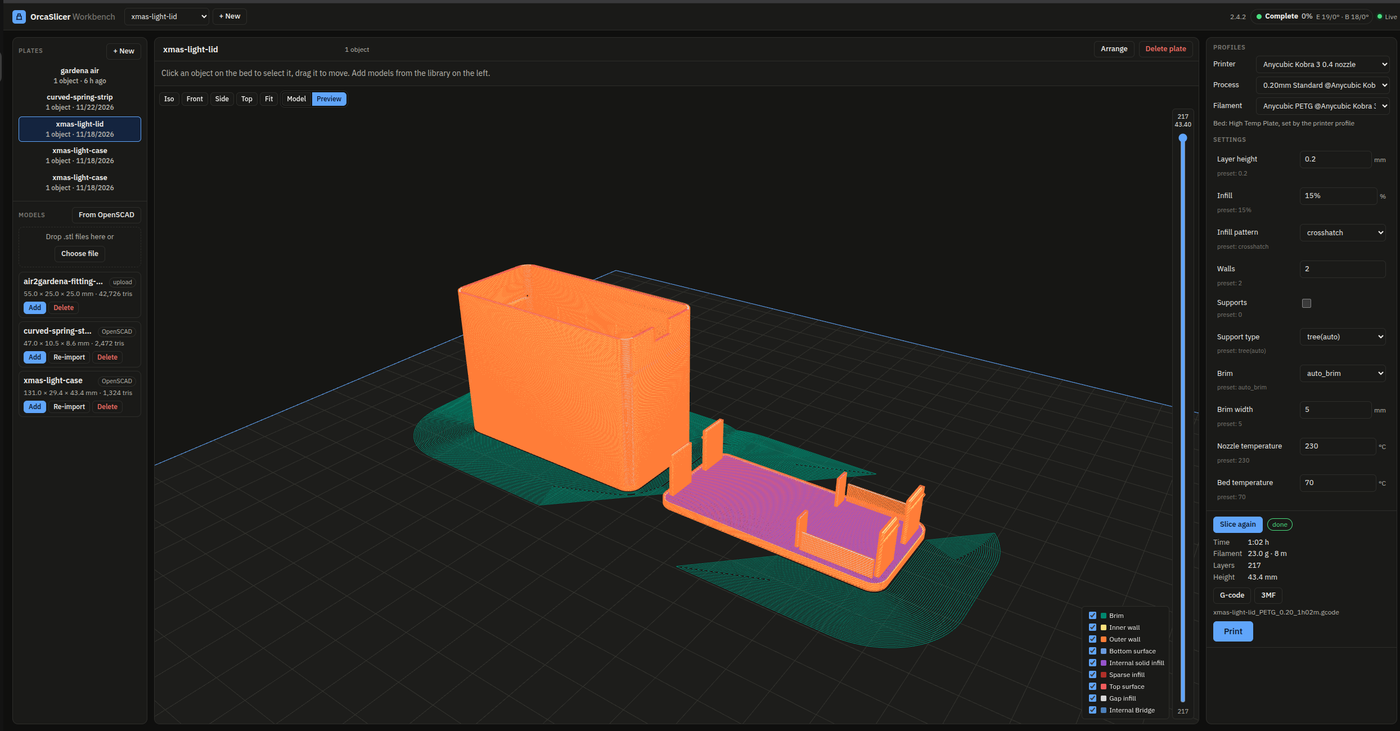 OrcaSlicer Workbench
xmas-light-lid
+ New
2.4.2
Complete 0% E 19/0° · B 18/0°
Live
PLATES
+ New
gardena air
1 object · 6 h ago
curved-spring-strip
1 object · 11/22/2026
xmas-light-lid
1 object · 11/18/2026
xmas-light-case
1 object · 11/18/2026
xmas-light-case
1 object · 11/18/2026
MODELS
From OpenSCAD
Drop .stl files here or
Choose file
air2gardena-fitting-...
upload
55.0 × 25.0 × 25.0 mm · 42,726 tris
Add
Delete
curved-spring-st...
OpenSCAD
47.0 × 10.5 × 8.6 mm · 2,472 tris
Add
Re-import
Delete
xmas-light-case
OpenSCAD
131.0 × 29.4 × 43.4 mm · 1,324 tris
Add
Re-import
Delete
xmas-light-lid
1 object
Arrange
Delete plate
Click an object on the bed to select it, drag it to move. Add models from the library on the left.
Iso
Front
Side
Top
Fit
Model
Preview
217
43.40
217
Brim
Inner wall
Outer wall
Bottom surface
Internal solid infill
Sparse infill
Top surface
Gap infill
Internal Bridge
PROFILES
Printer
Anycubic Kobra 3 0.4 nozzle
Process
0.20mm Standard @Anycubic Kob
Filament
Anycubic PETG @Anycubic Kobra 3
Bed: High Temp Plate, set by the printer profile
SETTINGS
Layer height
0.2
mm
preset: 0.2
Infill
15%
%
preset: 15%
Infill pattern
crosshatch
preset: crosshatch
Walls
2
preset: 2
Supports
preset: 0
Support type
tree(auto)
preset: tree(auto)
Brim
auto_brim
preset: auto_brim
Brim width
5
mm
preset: 5
Nozzle temperature
230
°C
preset: 230
Bed temperature
70
°C
preset: 70
Slice again
done
Time 1:02 h
Filament 23.0 g · 8 m
Layers 217
Height 43.4 mm
G-code
3MF
xmas-light-lid_PETG_0.20_1h02m.gcode
Print